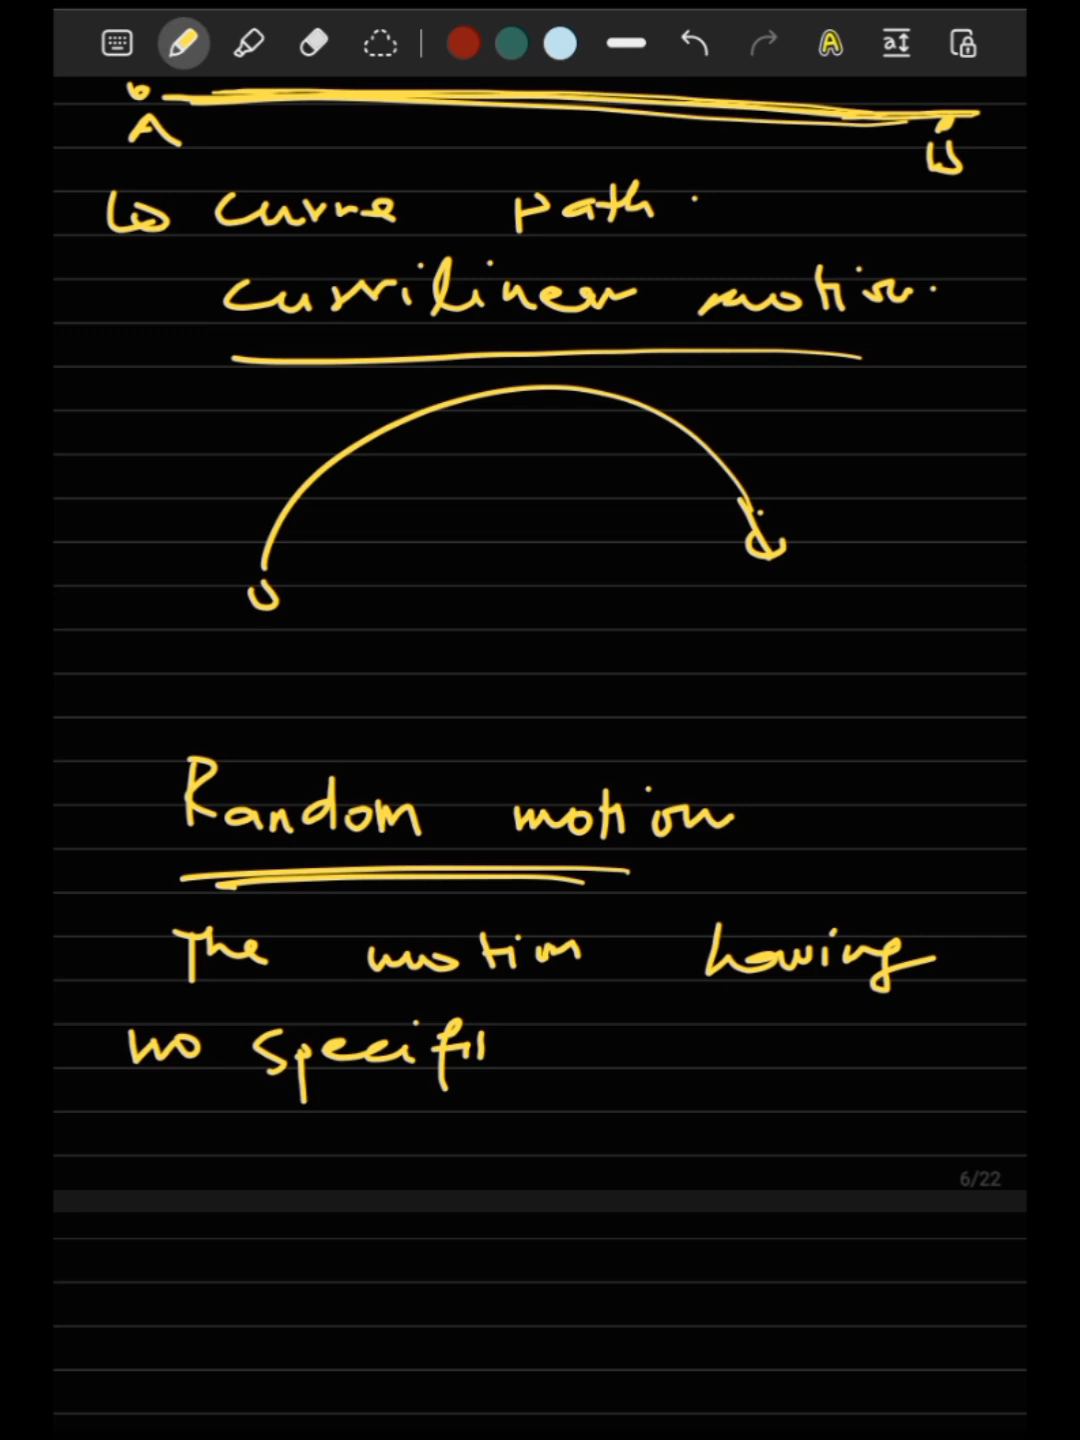 A
B
↳ curve path.
curvilinear motion.
Random motion
The motion having
no specifi
6/22